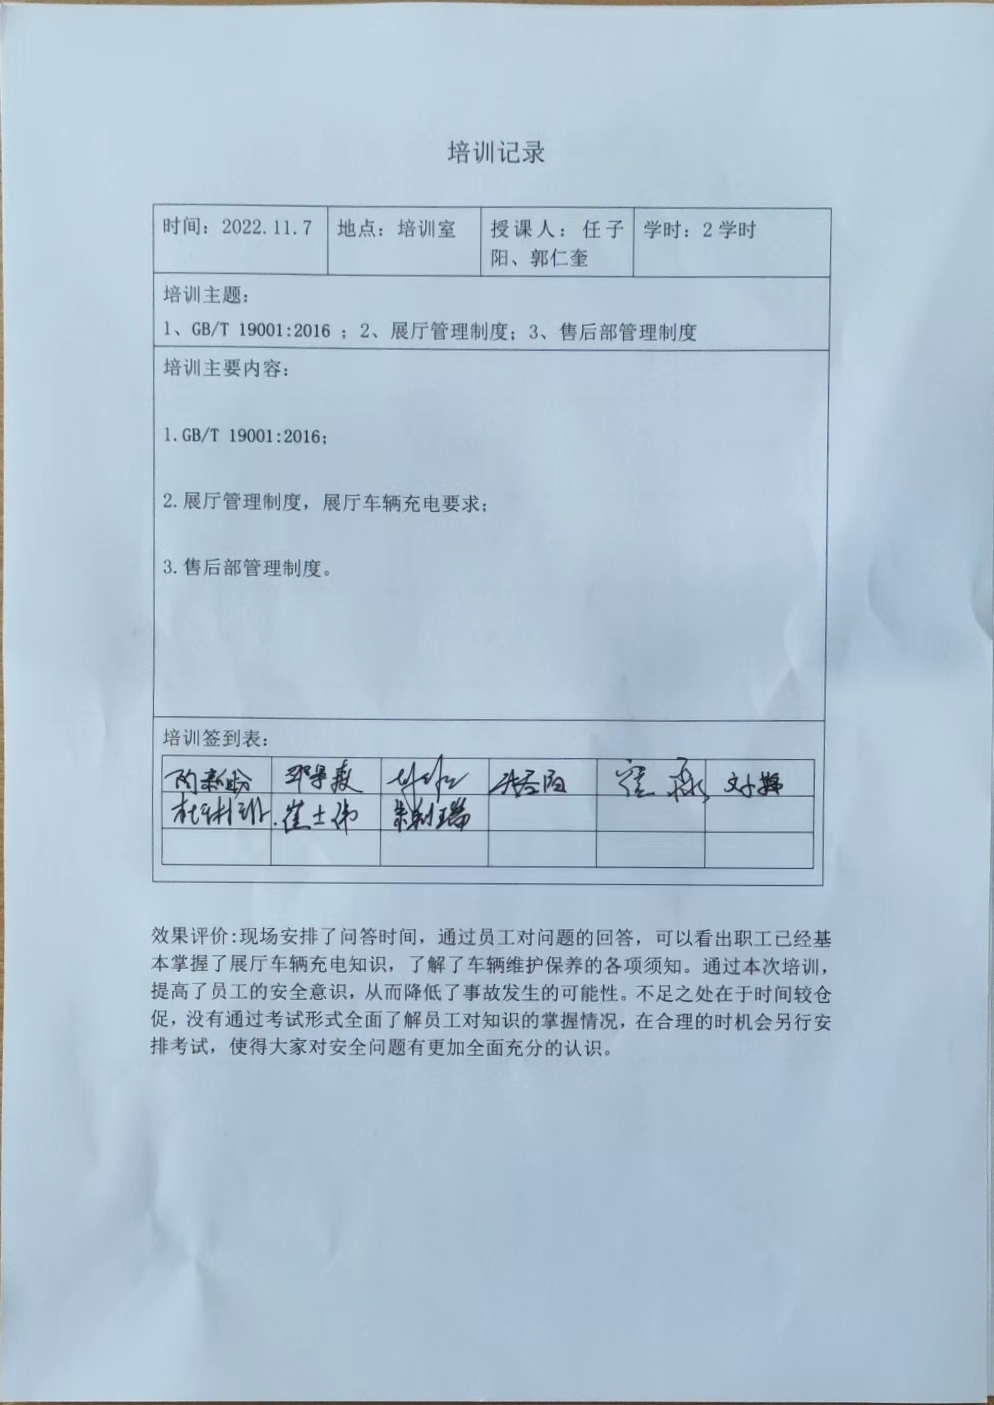 培训记录
时间：2022.11.7
地点：培训室
授课人：任子
阳、郭仁奎
学时：2学时
培训主题：
1、GB/T 19001:2016 ；2、展厅管理制度；3、售后部管理制度
培训主要内容：
1.GB/T 19001:2016；
2.展厅管理制度，展厅车辆充电要求；
3.售后部管理制度。
培训签到表：
崔士伟
效果评价:现场安排了问答时间，通过员工对问题的回答，可以看出职工已经基
本掌握了展厅车辆充电知识，了解了车辆维护保养的各项须知。通过本次培训，
提高了员工的安全意识，从而降低了事故发生的可能性。不足之处在于时间较仓
促，没有通过考试形式全面了解员工对知识的掌握情况，在合理的时机会另行安
排考试，使得大家对安全问题有更加全面充分的认识。